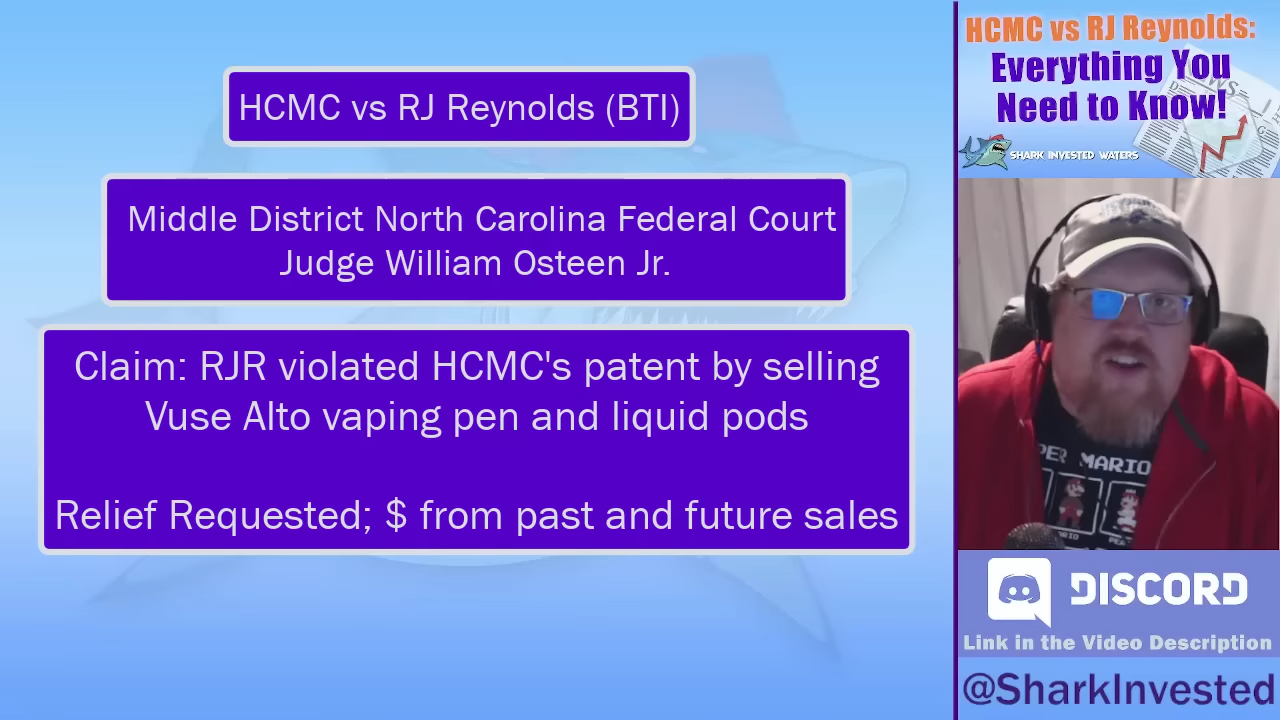 HCMC vs RJ Reynolds (BTI)
Middle District North Carolina Federal Court
Judge William Osteen Jr.
Claim: RJR violated HCMC's patent by selling
Vuse Alto vaping pen and liquid pods
Relief Requested; $ from past and future sales
HCMC vs RJ Reynolds:
Everything You
Need to Know!
SHARK INVESTED WATERS
PER MARIO
DISCORD
Link in the Video Description
@SharkInvested